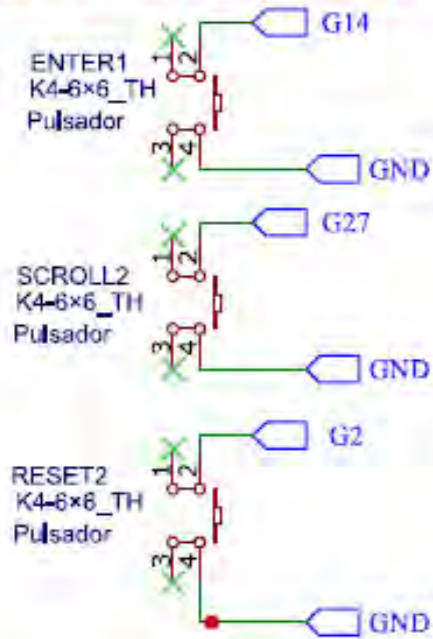 G14
ENTER1
K4-6×6_TH
Pulsador
1 2
3 4
GND
G27
SCROLL2
K4-6×6_TH
Pulsador
1 2
3 4
GND
G2
RESET2
K4-6×6_TH
Pulsador
1 2
3 4
GND